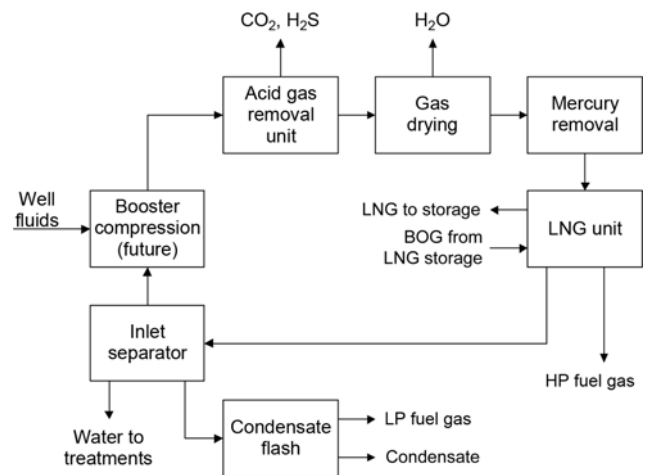 CO₂, H₂S
H₂O
Acid gas
removal
unit
Gas
drying
Mercury
removal
Well
fluids
Booster
compression
(future)
LNG to storage
BOG from
LNG storage
LNG unit
Inlet
separator
HP fuel gas
Water to
treatments
Condensate
flash
LP fuel gas
Condensate